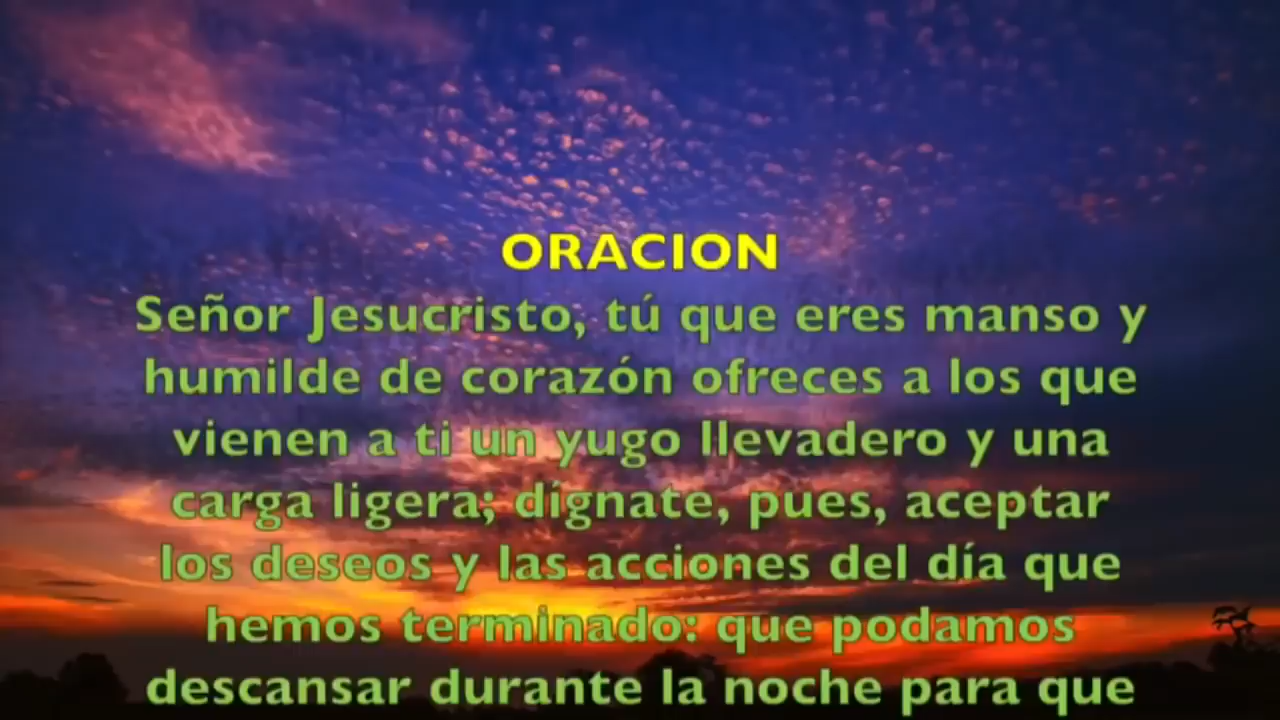 ORACION
Señor Jesucristo, tú que eres manso y
humilde de corazón ofreces a los que
vienen a ti un yugo llevadero y una
carga ligera; dígnate, pues, aceptar
los deseos y las acciones del día que
hemos terminado: que podamos
descansar durante la noche para que